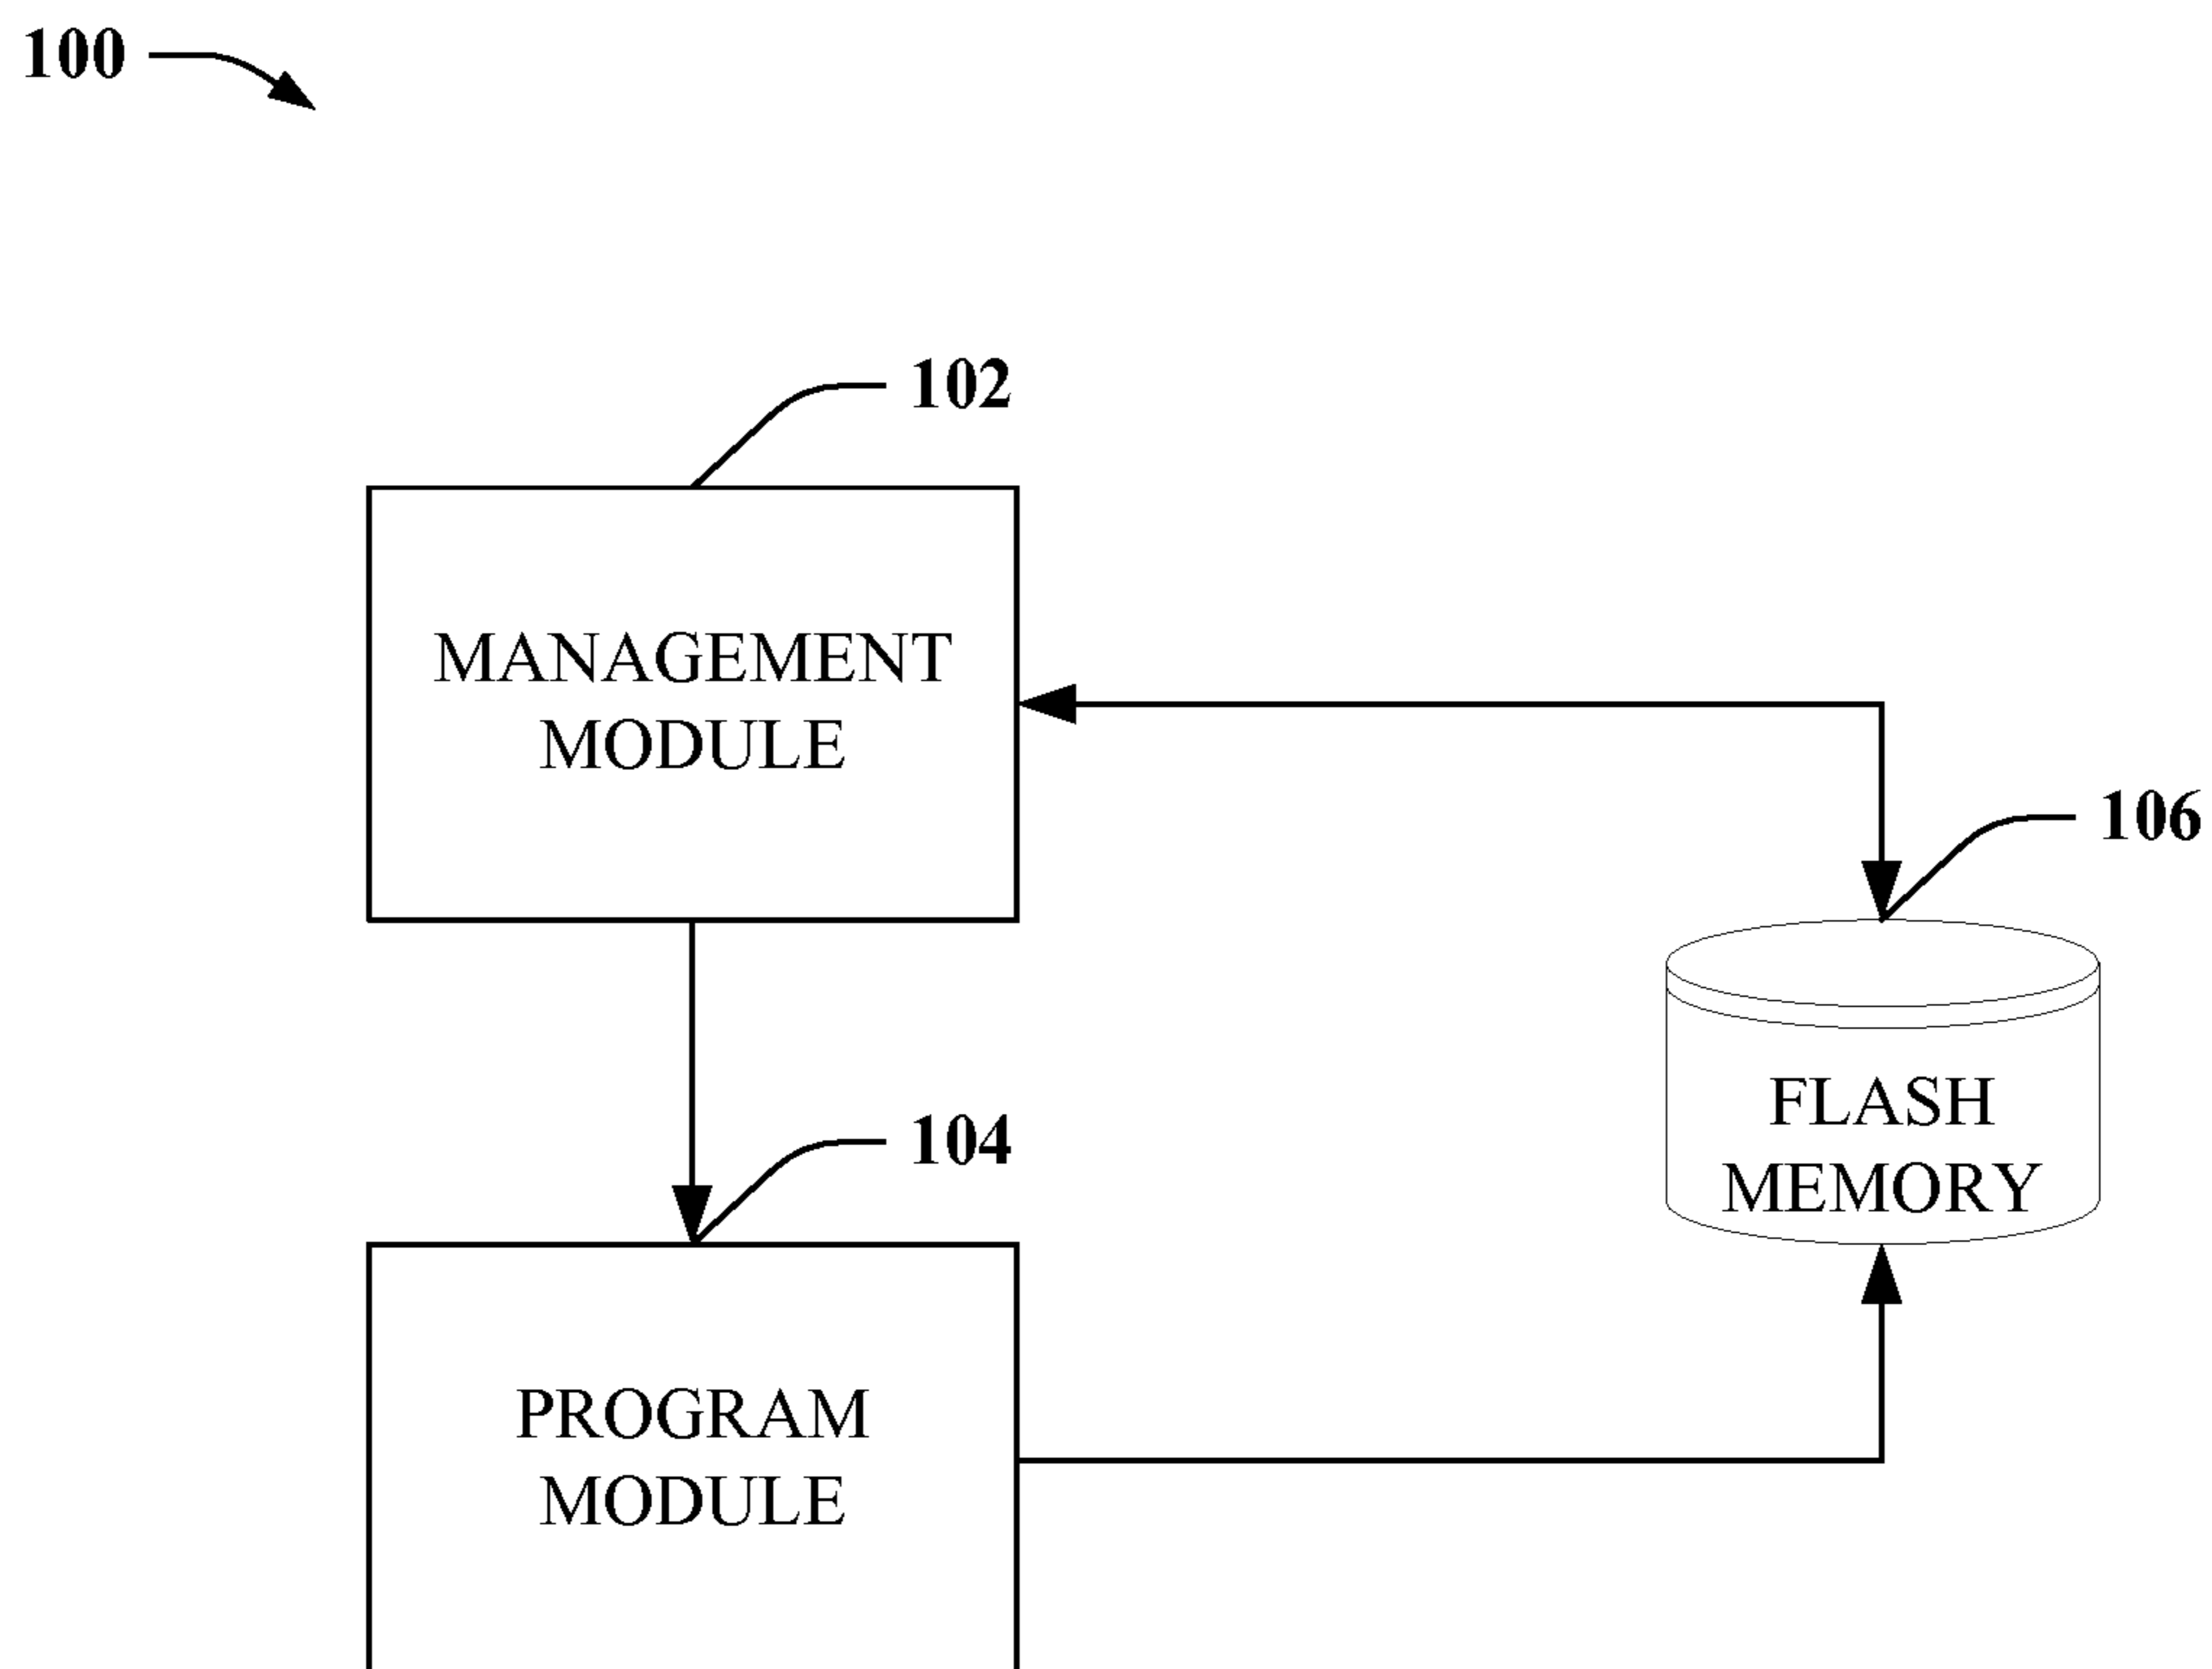 100
102
MANAGEMENT
MODULE
106
FLASH
MEMORY
104
PROGRAM
MODULE